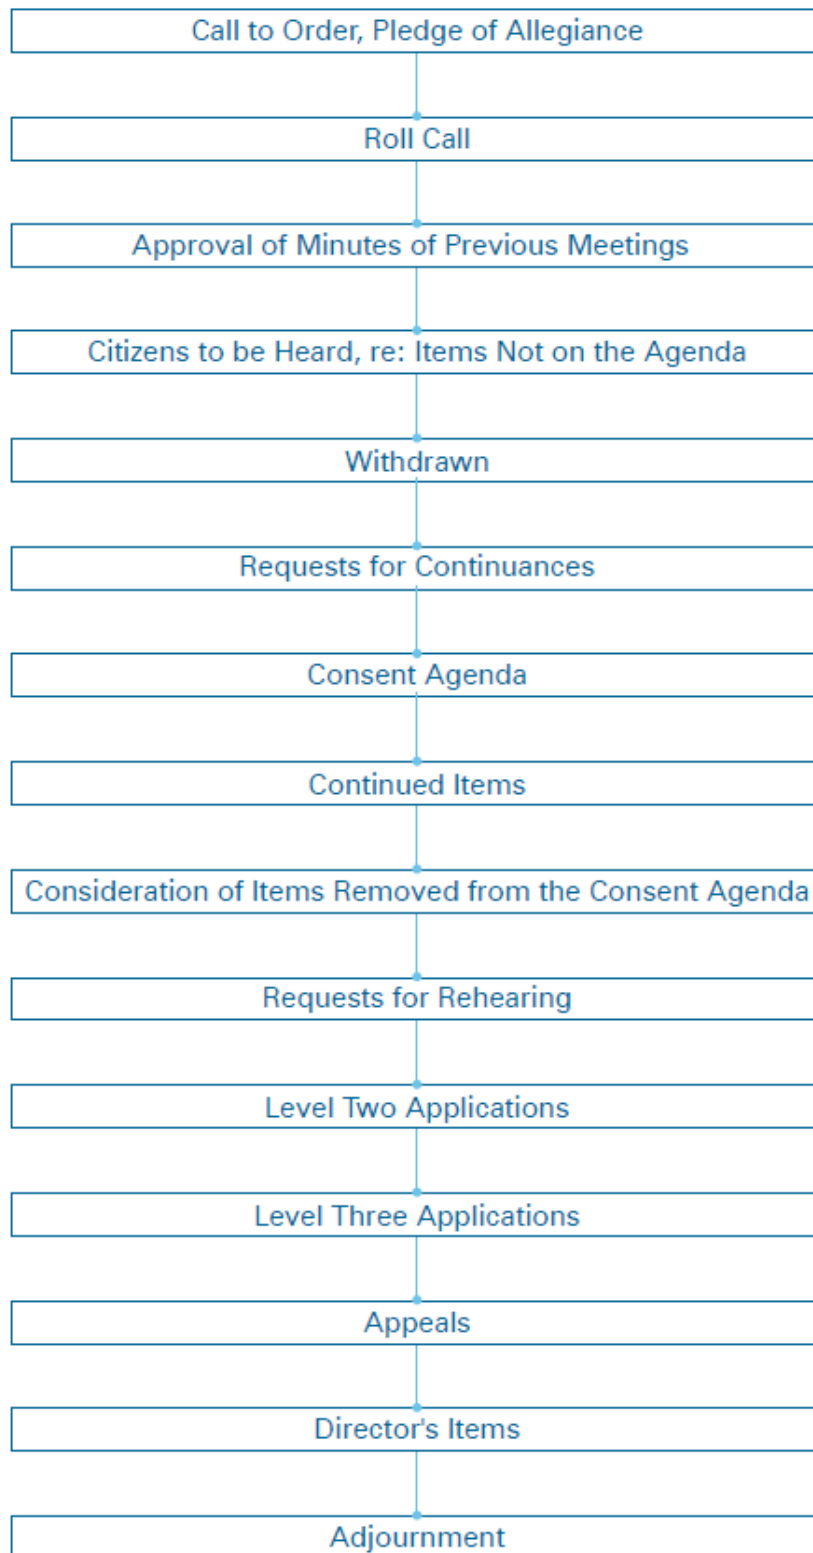 Call to Order, Pledge of Allegiance
Roll Call
Approval of Minutes of Previous Meetings
Citizens to be Heard, re: Items Not on the Agenda
Withdrawn
Requests for Continuances
Consent Agenda
Continued Items
Consideration of Items Removed from the Consent Agenda
Requests for Rehearing
Level Two Applications
Level Three Applications
Appeals
Director's Items
Adjournment